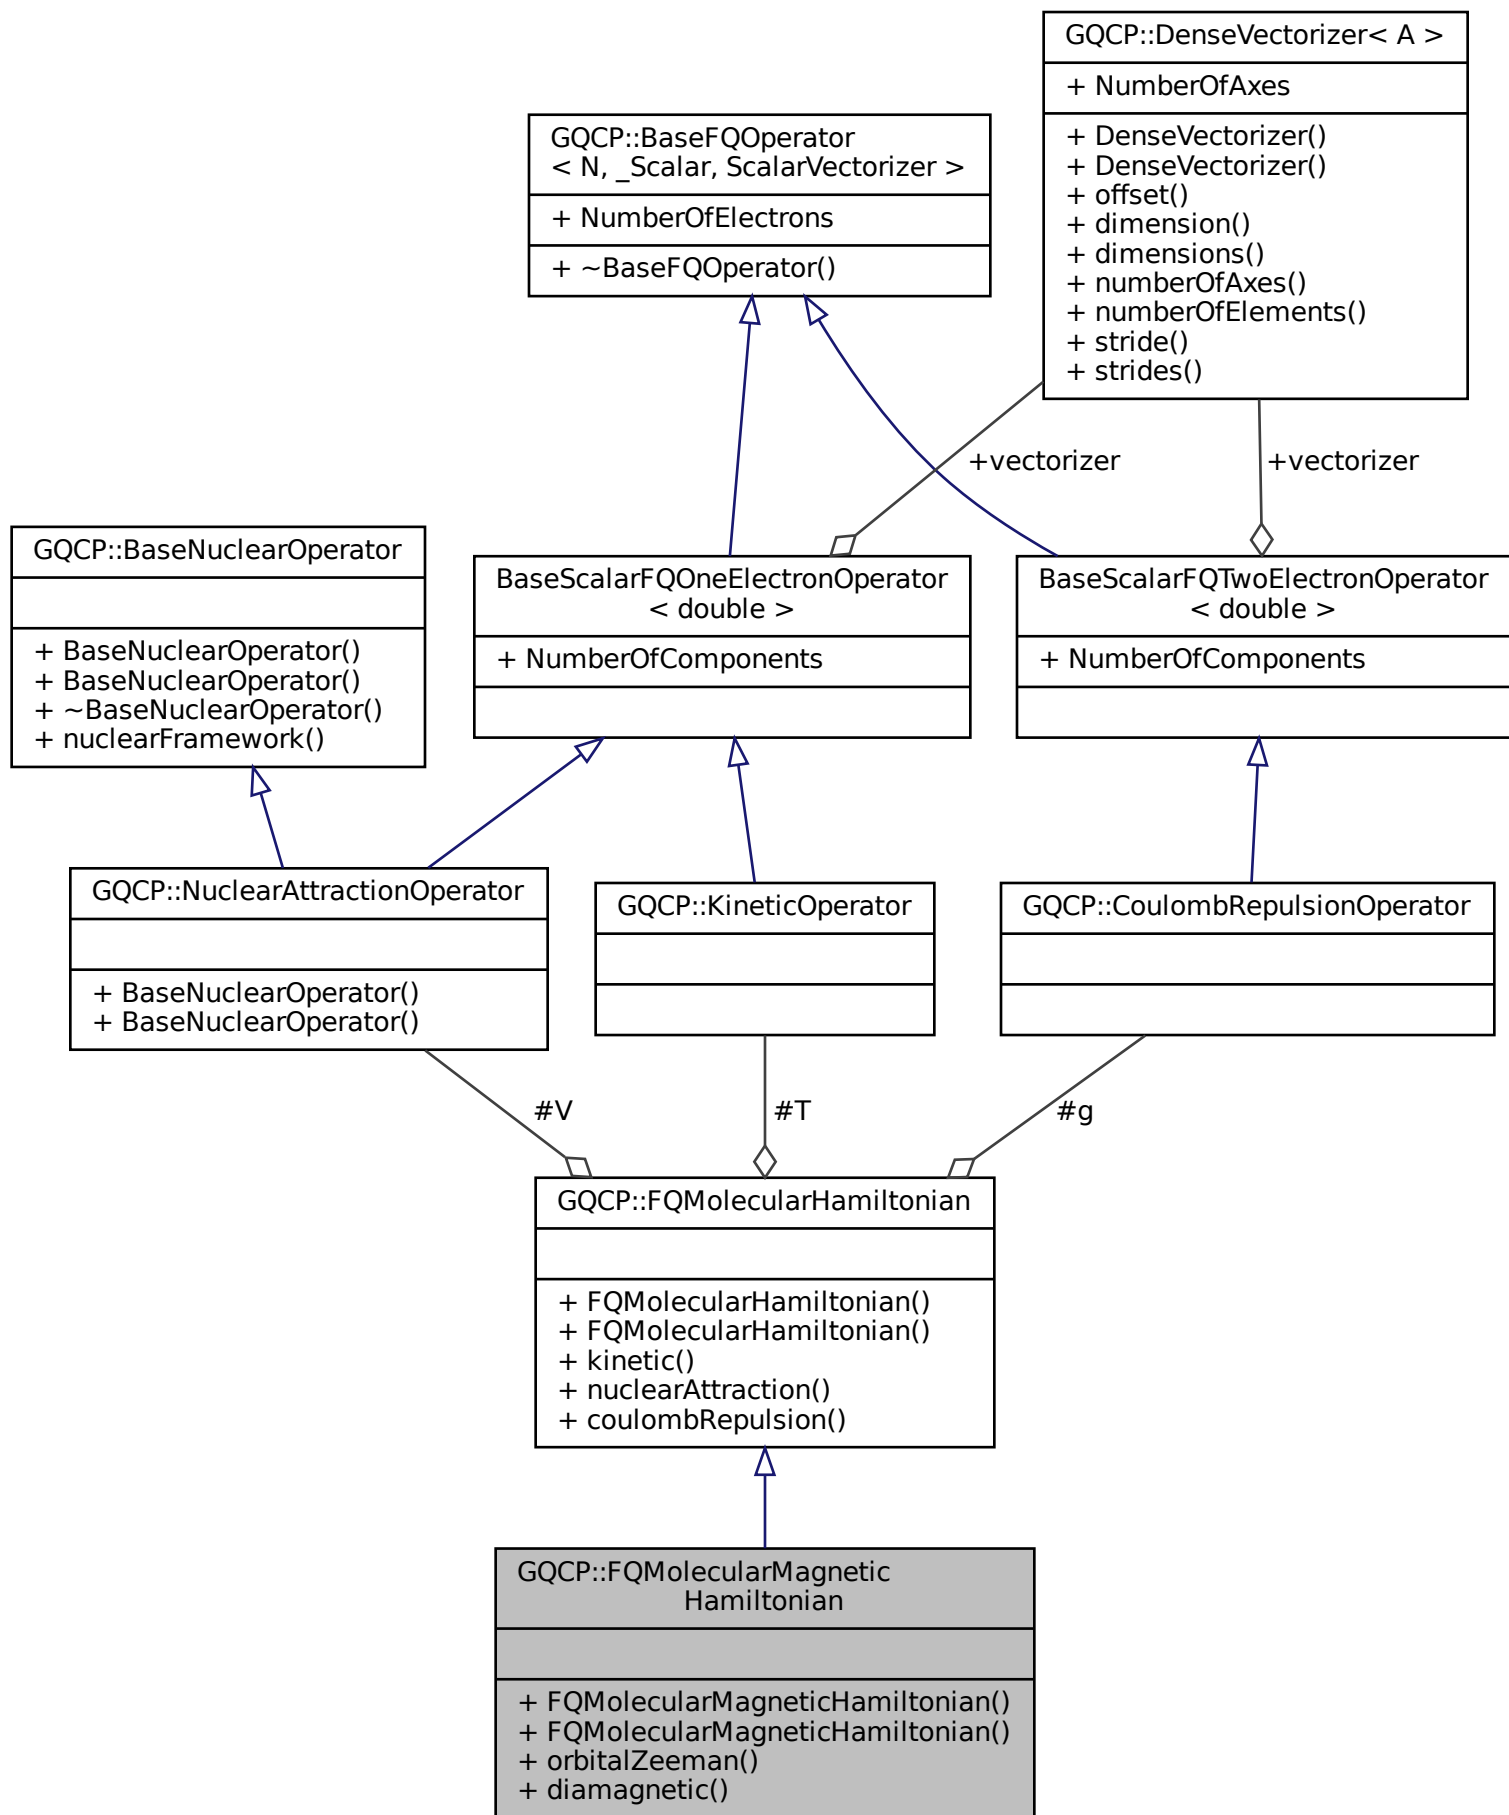 GQCP::DenseVectorizer< A >
+ NumberOfAxes
+ DenseVectorizer()
+ DenseVectorizer()
+ offset()
+ dimension()
+ dimensions()
+ numberOfAxes()
+ numberOfElements()
+ stride()
+ strides()
GQCP::BaseFQOperator
< N, _Scalar, ScalarVectorizer >
+ NumberOfElectrons
+ ~BaseFQOperator()
+vectorizer
+vectorizer
GQCP::BaseNuclearOperator
+ BaseNuclearOperator()
+ BaseNuclearOperator()
+ ~BaseNuclearOperator()
+ nuclearFramework()
BaseScalarFQOneElectronOperator
< double >
+ NumberOfComponents
BaseScalarFQTwoElectronOperator
< double >
+ NumberOfComponents
GQCP::NuclearAttractionOperator
+ BaseNuclearOperator()
+ BaseNuclearOperator()
GQCP::KineticOperator
GQCP::CoulombRepulsionOperator
#V
#T
#g
GQCP::FQMolecularHamiltonian
+ FQMolecularHamiltonian()
+ FQMolecularHamiltonian()
+ kinetic()
+ nuclearAttraction()
+ coulombRepulsion()
GQCP::FQMolecularMagnetic
Hamiltonian
+ FQMolecularMagneticHamiltonian()
+ FQMolecularMagneticHamiltonian()
+ orbitalZeeman()
+ diamagnetic()